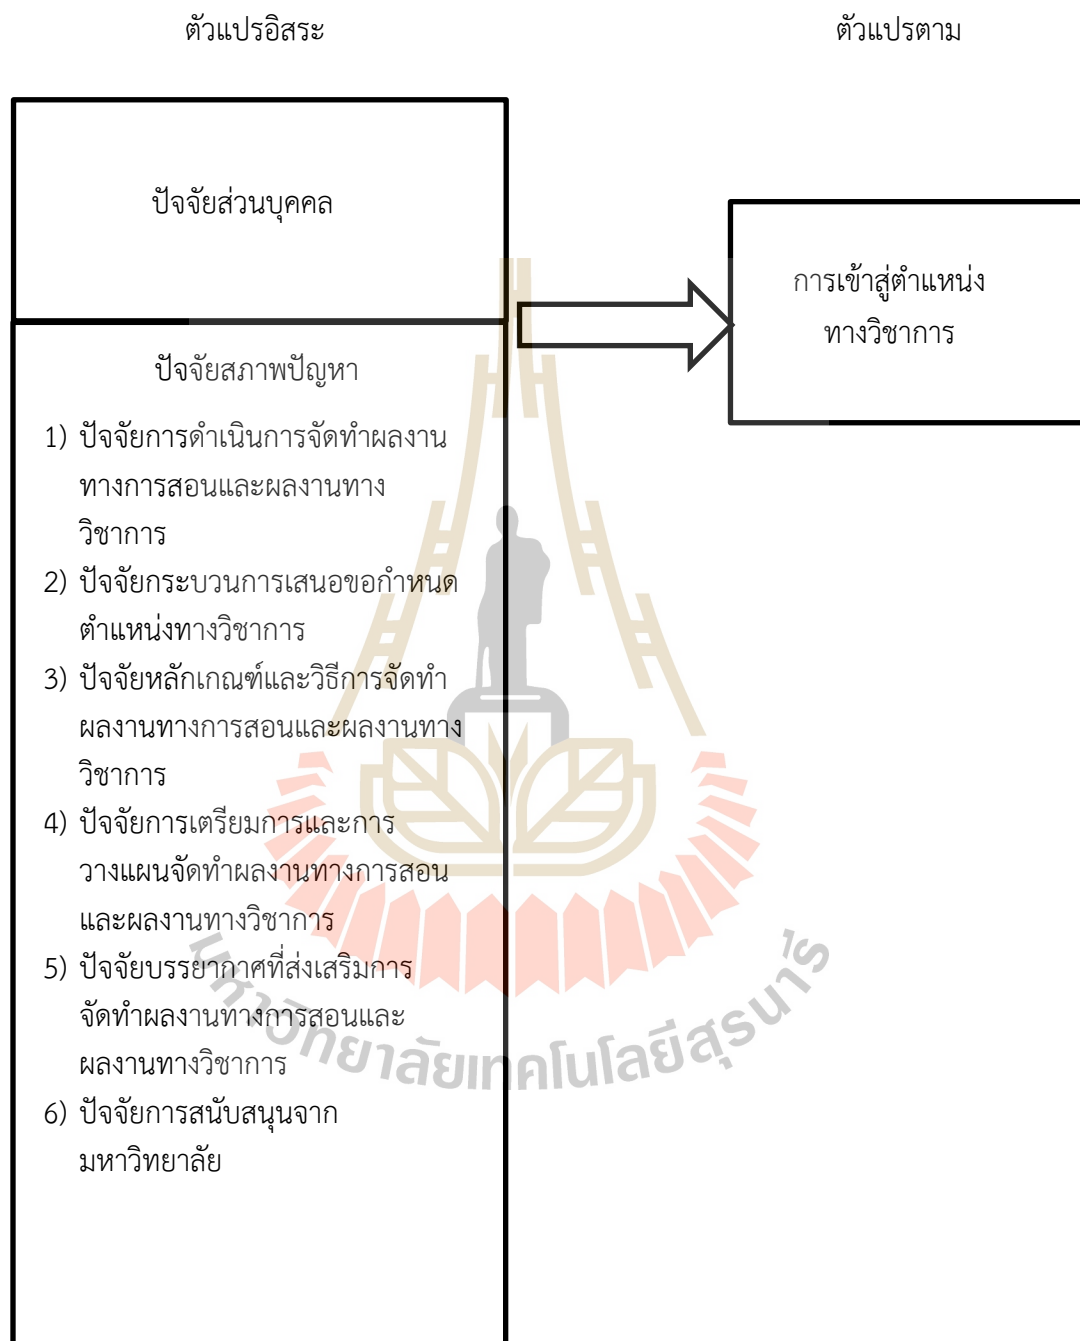 ตัวแปรอิสระ
ตัวแปรตาม
ปัจจัยส่วนบุคคล
ปัจจัยสภาพปัญหา
1) ปัจจัยการดำเนินการจัดทำผลงาน
ทางการสอนและผลงานทาง
วิชาการ
2) ปัจจัยกระบวนการเสนอขอกำหนด
ตำแหน่งทางวิชาการ
3) ปัจจัยหลักเกณฑ์และวิธีการจัดทำ
ผลงานทางการสอนและผลงานทาง
วิชาการ
4) ปัจจัยการเตรียมการและการ
วางแผนจัดทำผลงานทางการสอน
และผลงานทางวิชาการ
5) ปัจจัยบรรยากาศที่ส่งเสริมการ
จัดทำผลงานทางการสอนและ
ผลงานทางวิชาการ
6) ปัจจัยการสนับสนุนจาก
มหาวิทยาลัย
การเข้าสู่ตำแหน่ง
ทางวิชาการ
มหาวิทยาลัยเทคโนโลยีสุรนารี